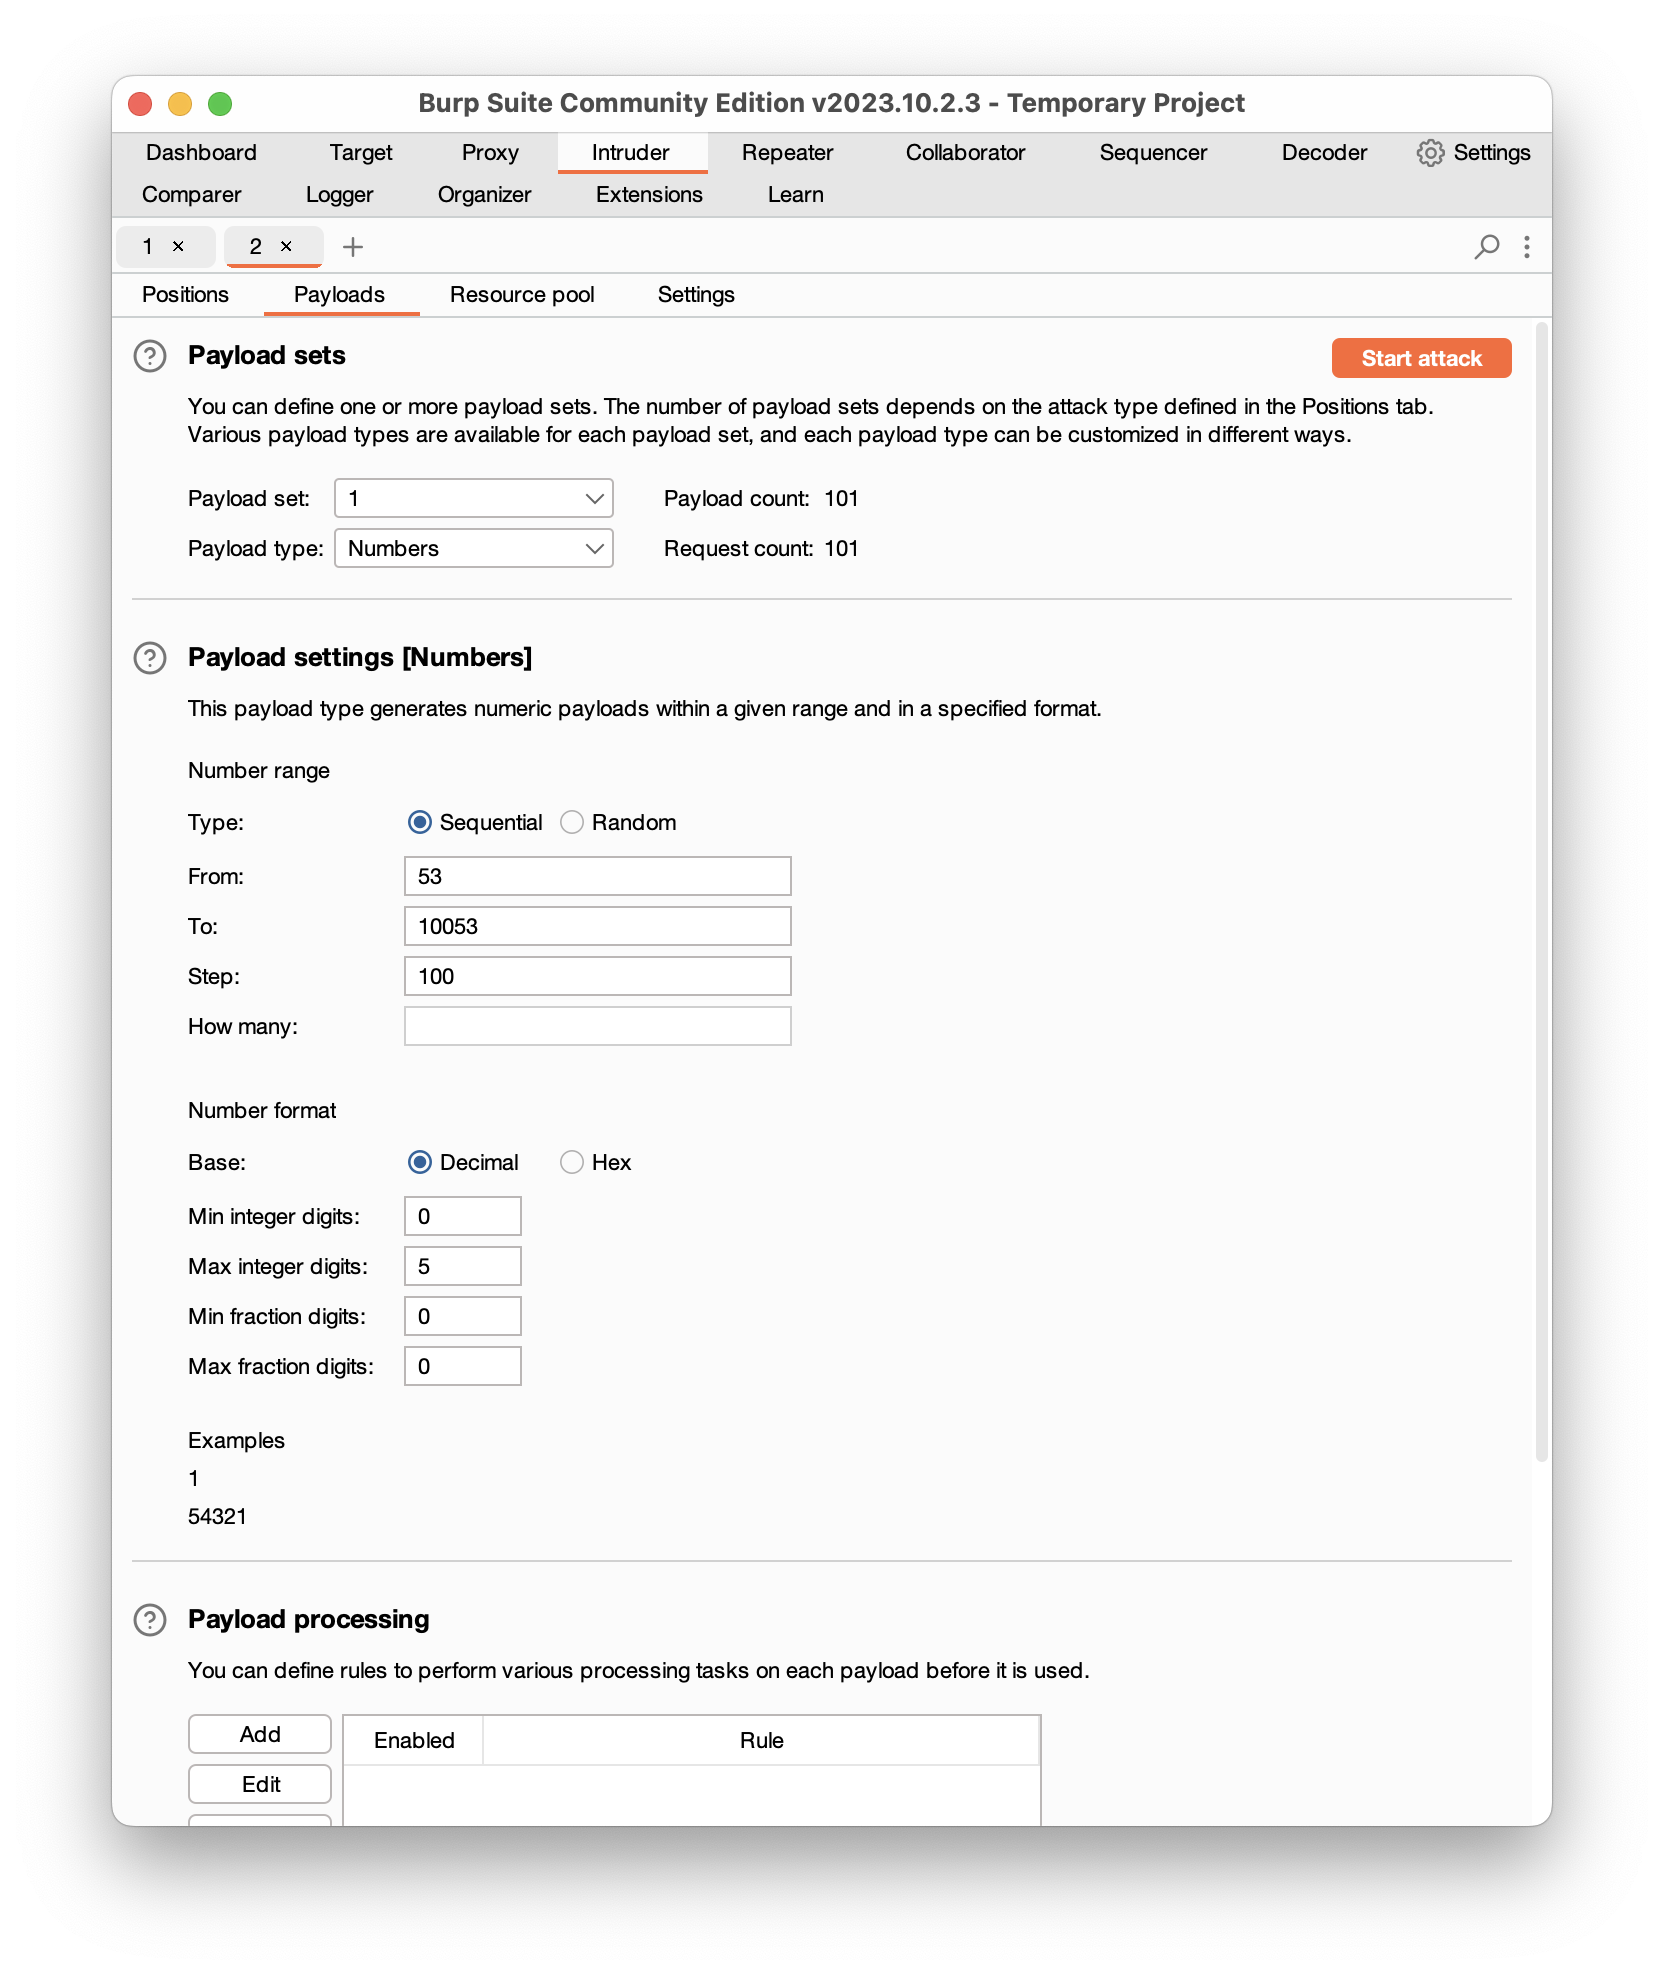 Burp Suite Community Edition v2023.10.2.3 - Temporary Project
Dashboard Target Proxy Intruder Repeater Collaborator Sequencer Decoder Settings
Comparer Logger Organizer Extensions Learn
1 × 2 × +
Positions Payloads Resource pool Settings
? Payload sets Start attack
You can define one or more payload sets. The number of payload sets depends on the attack type defined in the Positions tab.
Various payload types are available for each payload set, and each payload type can be customized in different ways.
Payload set: 1 Payload count: 101
Payload type: Numbers Request count: 101
? Payload settings [Numbers]
This payload type generates numeric payloads within a given range and in a specified format.
Number range
Type: Sequential Random
From: 53
To: 10053
Step: 100
How many:
Number format
Base: Decimal Hex
Min integer digits: 0
Max integer digits: 5
Min fraction digits: 0
Max fraction digits: 0
Examples
1
54321
? Payload processing
You can define rules to perform various processing tasks on each payload before it is used.
Add Enabled Rule
Edit